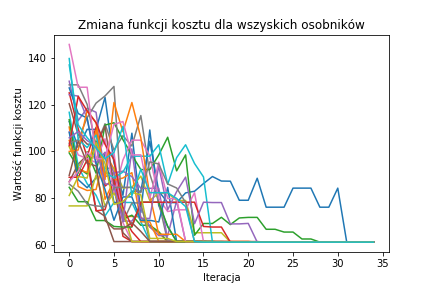 Zmiana funkcji kosztu dla wszyskich osobników
Wartość funkcji kosztu
140
120
100
80
60
0 5 10 15 20 25 30 35
Iteracja